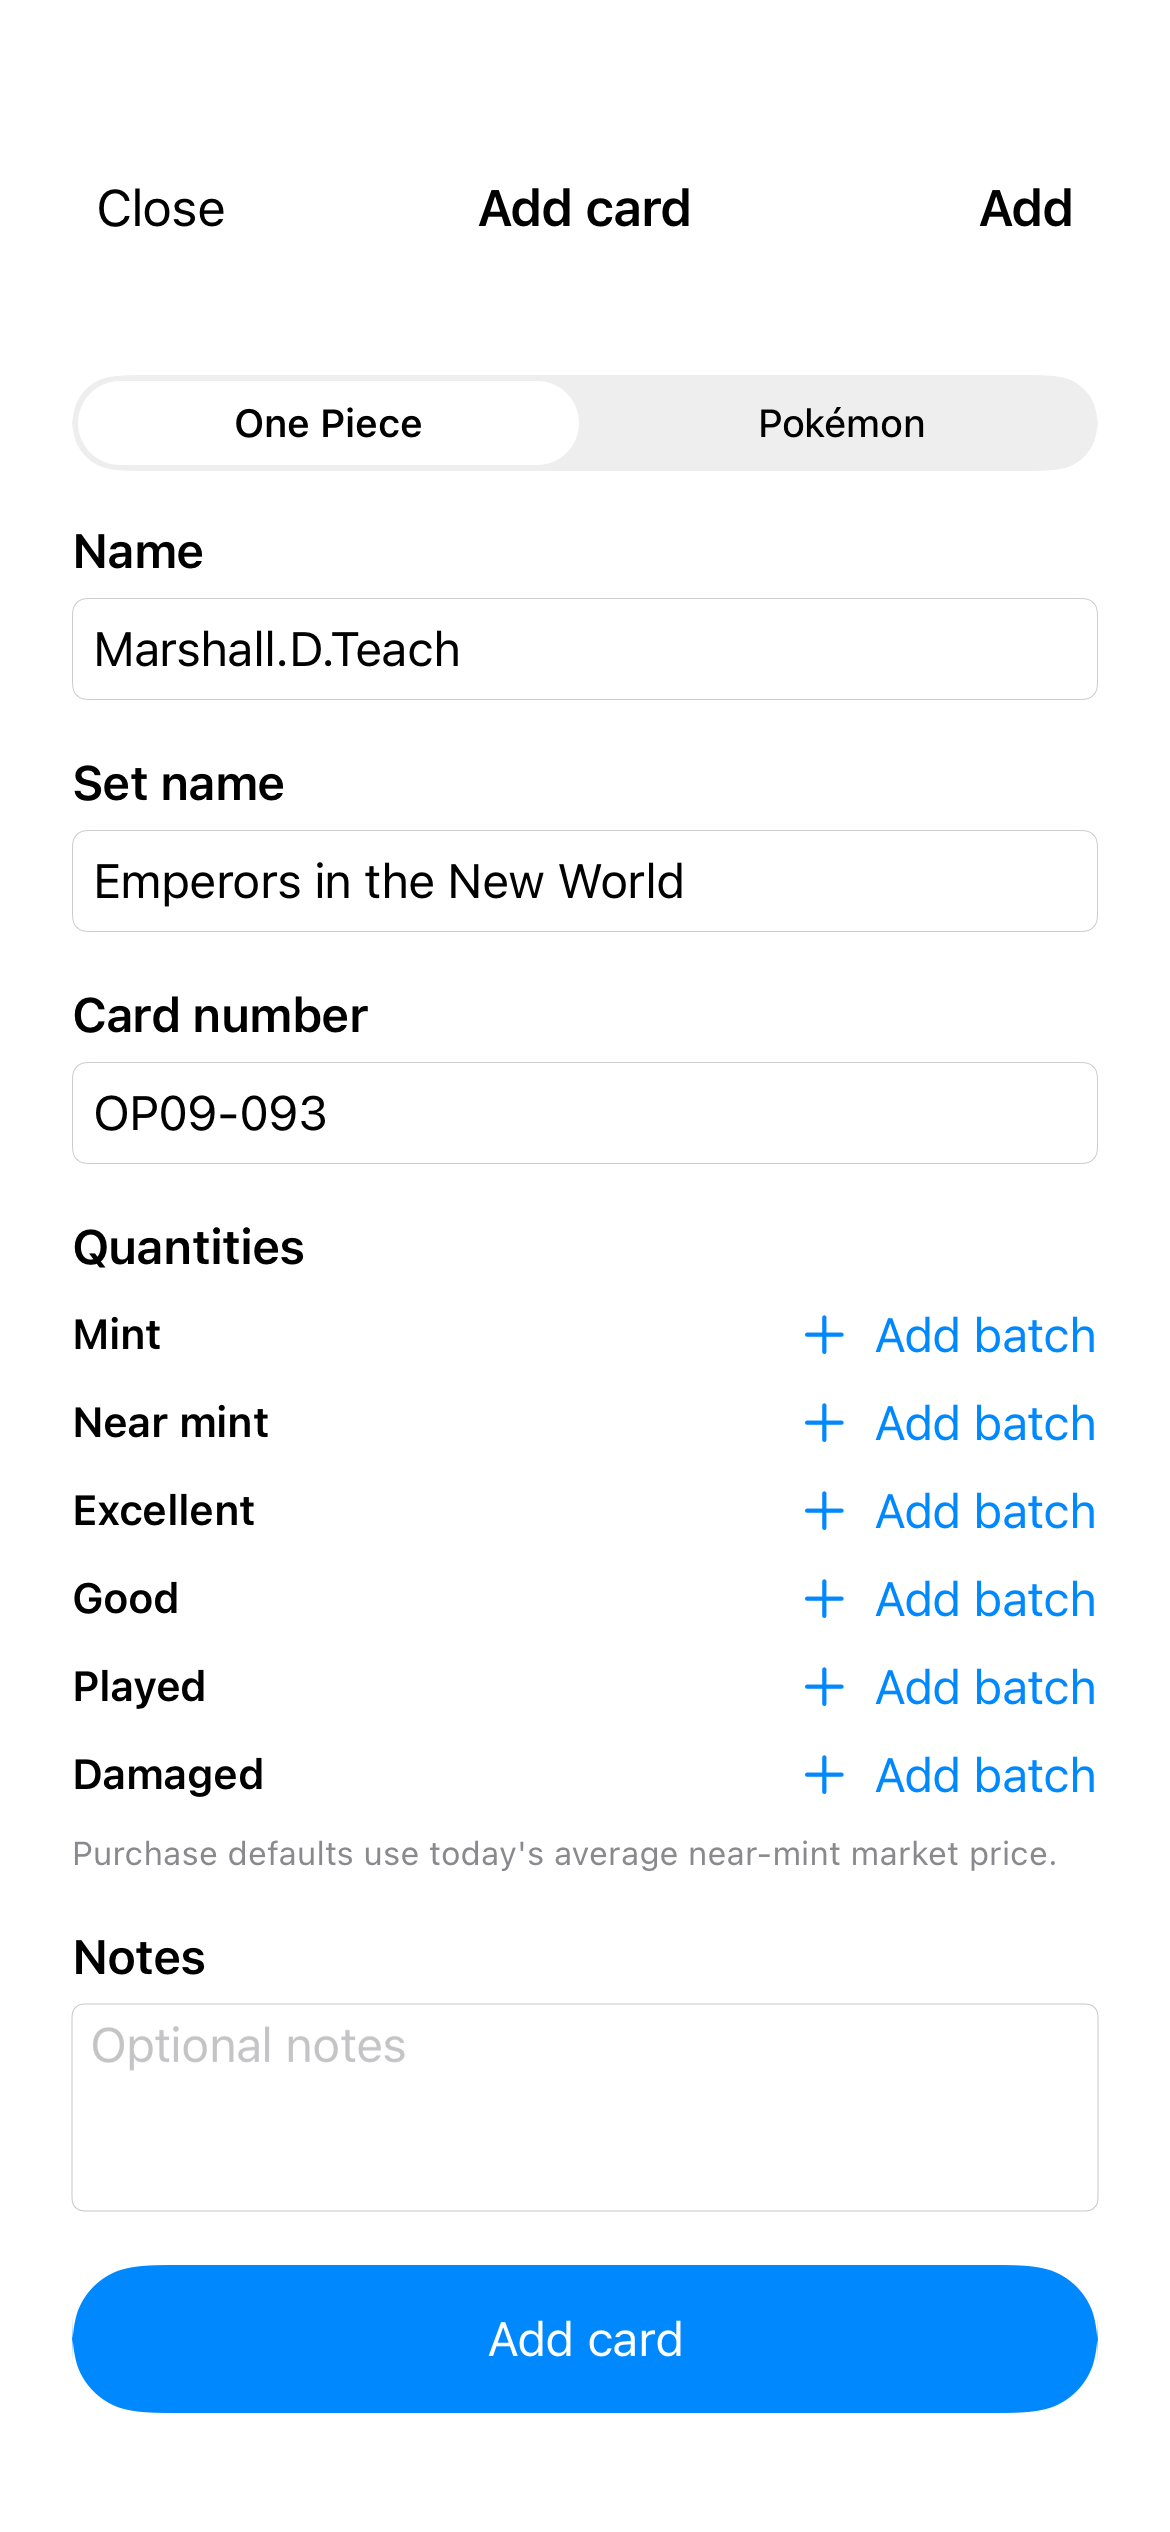 Close Add card Add
One Piece Pokémon
Name
Marshall.D.Teach
Set name
Emperors in the New World
Card number
OP09-093
Quantities
Mint + Add batch
Near mint + Add batch
Excellent + Add batch
Good + Add batch
Played + Add batch
Damaged + Add batch
Purchase defaults use today's average near-mint market price.
Notes
Optional notes
Add card